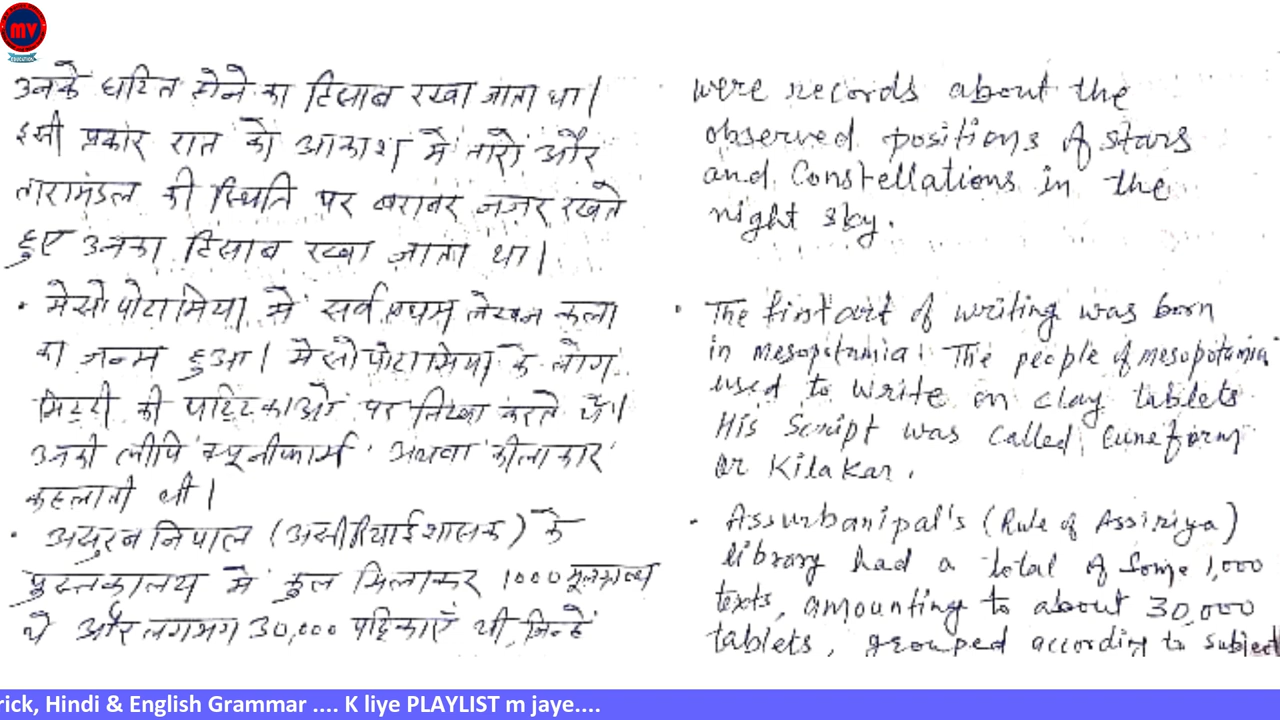 mv
EDUCATION
उनके घटित होने का हिसाब रखा जाता था।
इसी प्रकार रात को आकाश में तारों और
तारामंडल की स्थिति पर बराबर नजर रखते
हुए उनका हिसाब रखा जाता था।
• मेसोपोटामिया में सर्व प्रथम लेखन कला
का जन्म हुआ। मेसोपोटामिया के लोग
मिट्टी की पट्टिकाओं पर लिखा करते थे।
उनकी लीपि क्यूनीफार्म अथवा कीलाकार
कहलाती थी।
• असुरबनिपाल (असीरियाई शासक) के
पुस्तकालय में कुल मिलाकर 1000
थे और लगभग 30,000 पट्टिकाएँ थी जिन्हें
were records about the
observed positions of stars
and Constellations in the
night sky.
• The first art of writing was born
in Mesopotamia. The people of Mesopotamia
used to write on clay tablets
His Script was called Cuneform
or Kilakar.
• Assurbanipal's (Rule of Assiriya)
library had a total of Some 1,000
texts, amounting to about 30,000
tablets, grouped according to subject
rick, Hindi & English Grammar .... K liye PLAYLIST m jaye....